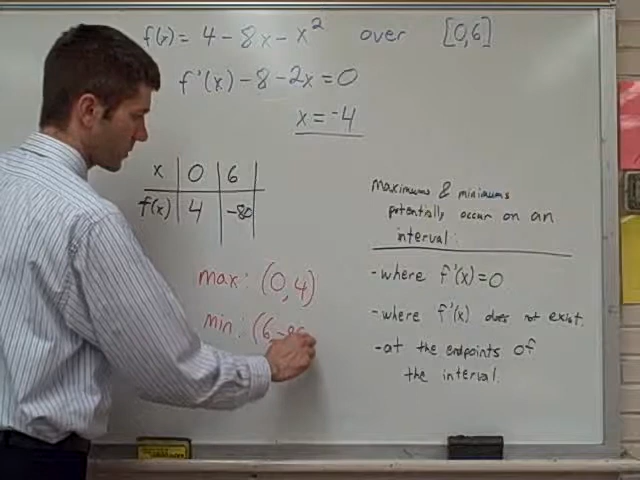 f(x) = 4 - 8x - x² over [0,6]
f'(x) - 8 - 2x = 0
x = -4
x 0 6
f(x) 4 -80
max: (0,4)
min: (6,-80
maximums & minimums
potentially occur on an
interval:
-where f'(x)=0
-where f'(x) does not exist.
-at the endpoints of
the interval.